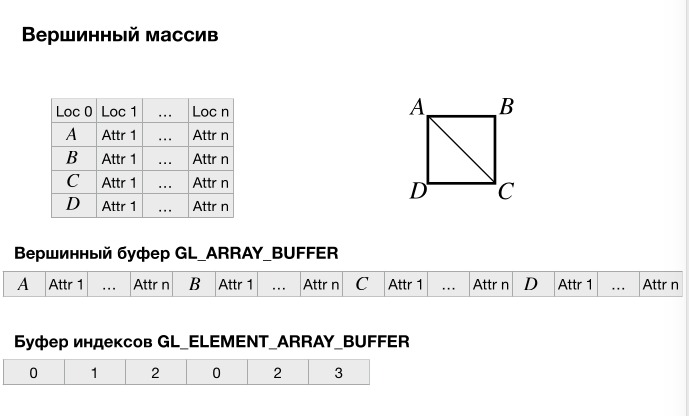 Вершинный массив
Loc 0 Loc 1 … Loc n
A Attr 1 … Attr n
B Attr 1 … Attr n
C Attr 1 … Attr n
D Attr 1 … Attr n
A B
D C
Вершинный буфер GL_ARRAY_BUFFER
A Attr 1 … Attr n B Attr 1 … Attr n C Attr 1 … Attr n D Attr 1 … Attr n
Буфер индексов GL_ELEMENT_ARRAY_BUFFER
0 1 2 0 2 3